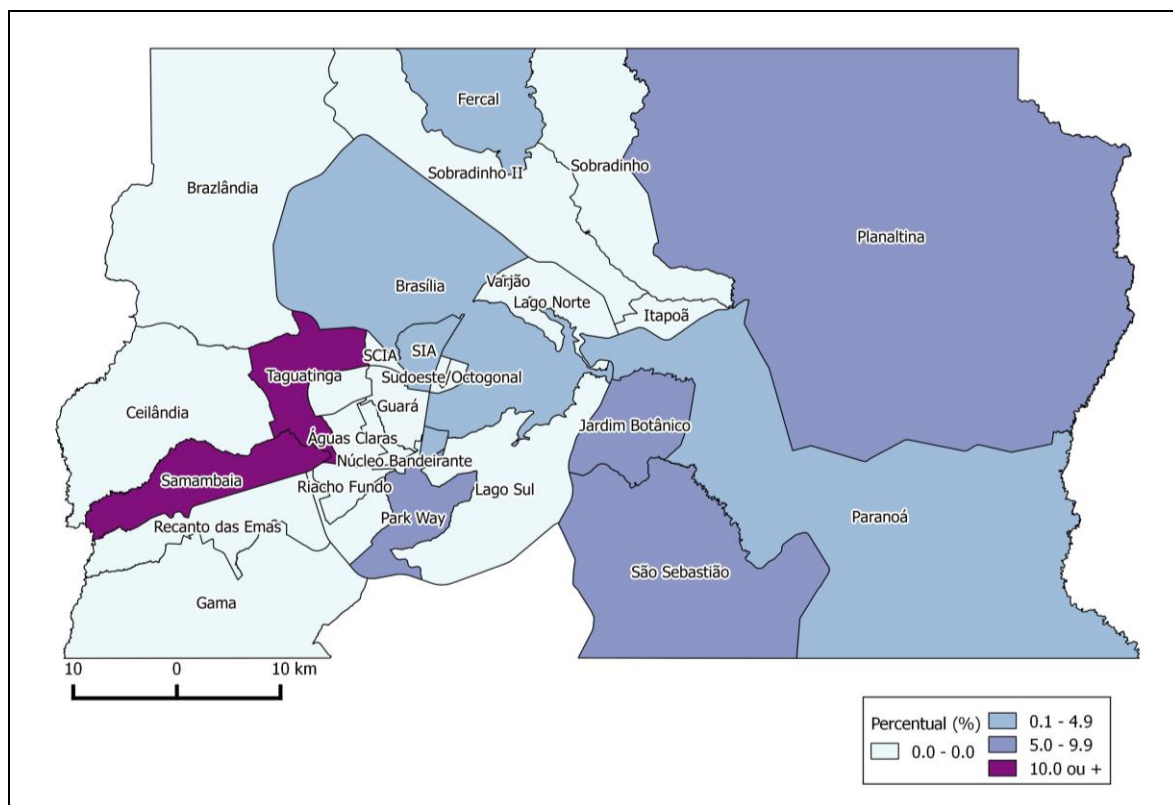 Fercal
Sobradinho II
Sobradinho
Brazlândia
Planaltina
Brasília
Varjão
Lago Norte
Itapoã
SCIA
SIA
Taguatinga
Sudoeste/Octogonal
Ceilândia
Guará
Jardim Botânico
Águas Claras
Núcleo Bandeirante
Samambaia
Riacho Fundo
Lago Sul
Park Way
Paranoá
Recanto das Emas
São Sebastião
Gama
10 0 10 km
Percentual (%)
0.0 - 0.0
0.1 - 4.9
5.0 - 9.9
10.0 ou +